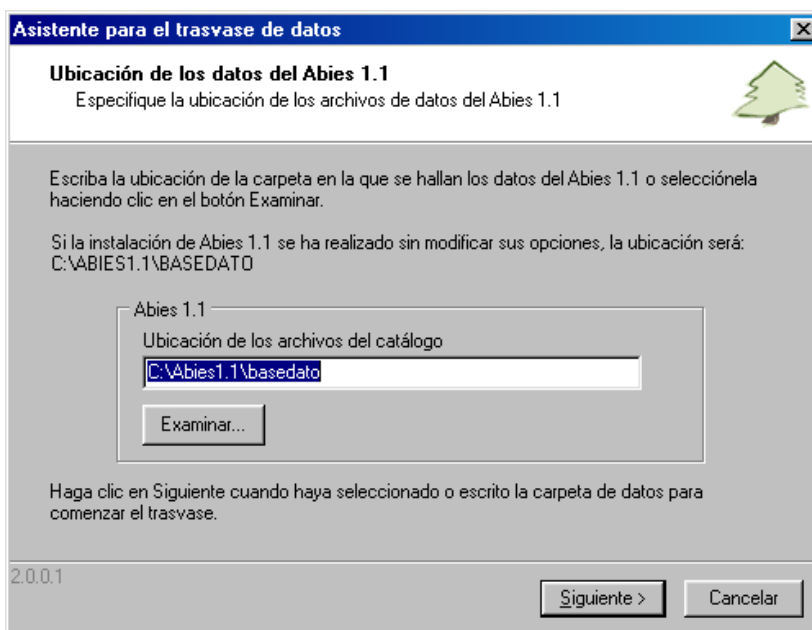 Asistente para el trasvase de datos
Ubicación de los datos del Abies 1.1
Especifique la ubicación de los archivos de datos del Abies 1.1
Escriba la ubicación de la carpeta en la que se hallan los datos del Abies 1.1 o selecciónela
haciendo clic en el botón Examinar.
Si la instalación de Abies 1.1 se ha realizado sin modificar sus opciones, la ubicación será:
C:\ABIES1.1\BASEDATO
Abies 1.1
Ubicación de los archivos del catálogo
C:\Abies1.1\basedato
Examinar...
Haga clic en Siguiente cuando haya seleccionado o escrito la carpeta de datos para
comenzar el trasvase.
2.0.0.1
Siguiente >
Cancelar